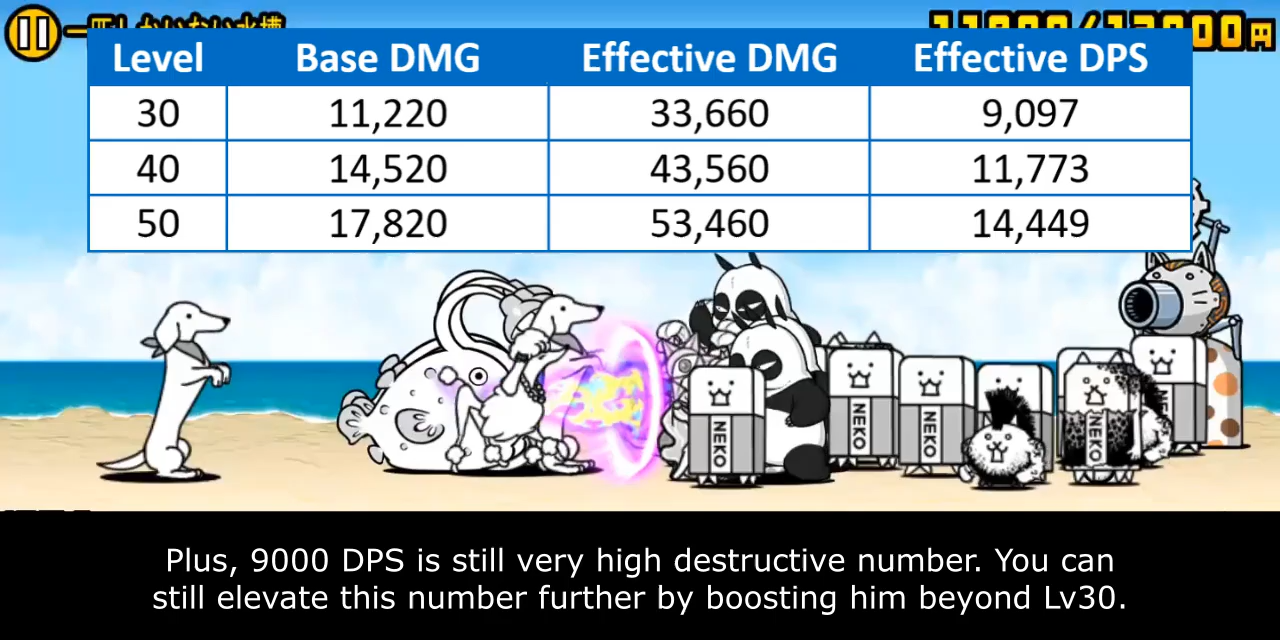 Level Base DMG Effective DMG Effective DPS
30 11,220 33,660 9,097
40 14,520 43,560 11,773
50 17,820 53,460 14,449
NEKO
NEKO
NEKO
NEKO
Plus, 9000 DPS is still very high destructive number. You can
still elevate this number further by boosting him beyond Lv30.